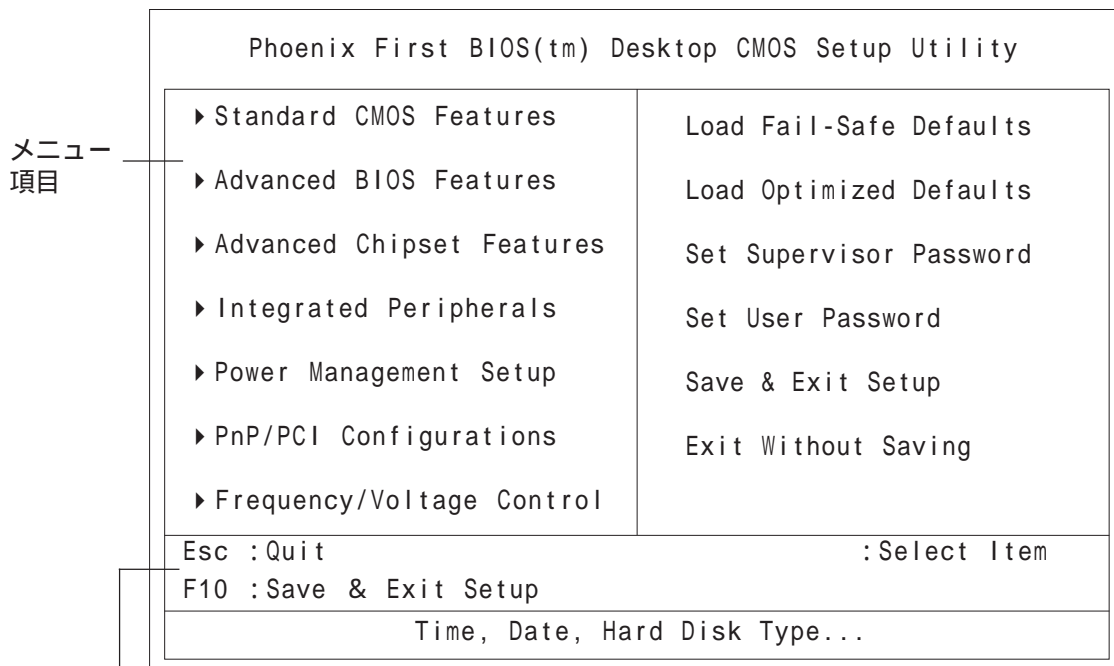 Phoenix First BIOS(tm) Desktop CMOS Setup Utility
メニュー
項目
▸Standard CMOS Features
▸Advanced BIOS Features
▸Advanced Chipset Features
▸Integrated Peripherals
▸Power Management Setup
▸PnP/PCI Configurations
▸Frequency/Voltage Control
Load Fail-Safe Defaults
Load Optimized Defaults
Set Supervisor Password
Set User Password
Save & Exit Setup
Exit Without Saving
Esc :Quit
:Select Item
F10 :Save & Exit Setup
Time, Date, Hard Disk Type...